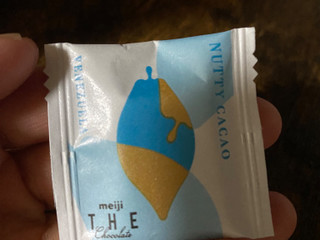 VENEZUELA
NUTTY CACAO
meiji
THE
Chocolate